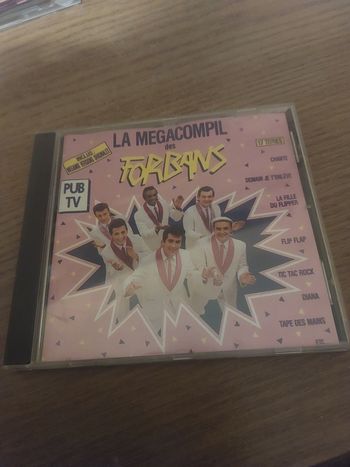 LA MEGACOMPIL
des
FORBANS
17 TITRES
PUB
TV
CHANTE
DEMAIN JE T'ENLÈVE
LA FILLE
DU FLIPPER
FLIP FLAP
TIC TAC ROCK
DIANA
TAPE DES MAINS
ETC